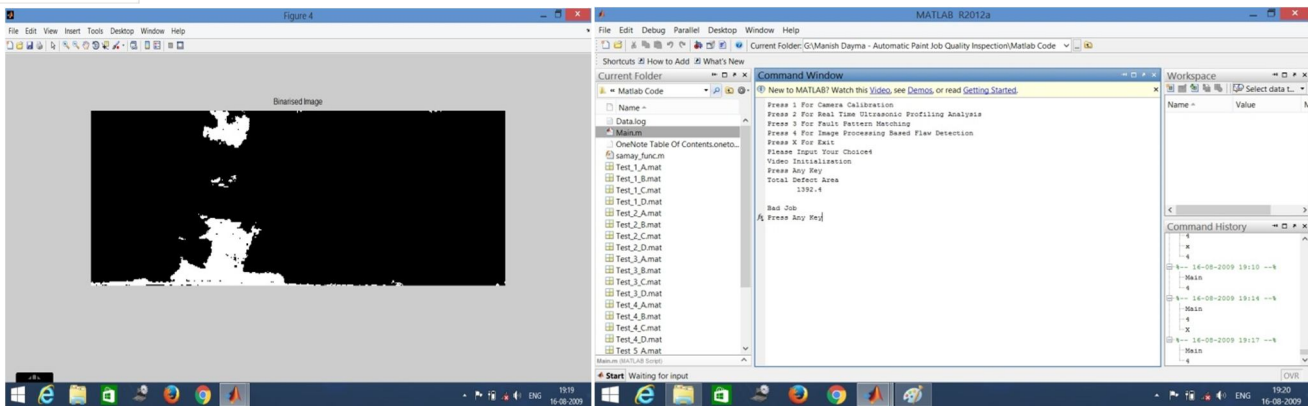 Figure 4
File Edit View Insert Tools Desktop Window Help
Binarised Image
ENG
19:19
16-08-2009
MATLAB R2012a
File Edit Debug Parallel Desktop Window Help
Current Folder: G:\Manish Dayma - Automatic Paint Job Quality Inspection\Matlab Code
Shortcuts How to Add What's New
Current Folder
« Matlab Code
Name
Data.log
Main.m
OneNote Table Of Contents.oneto...
samay_func.m
Test_1_A.mat
Test_1_B.mat
Test_1_C.mat
Test_1_D.mat
Test_2_A.mat
Test_2_B.mat
Test_2_C.mat
Test_2_D.mat
Test_3_A.mat
Test_3_B.mat
Test_3_C.mat
Test_3_D.mat
Test_4_A.mat
Test_4_B.mat
Test_4_C.mat
Test_4_D.mat
Test_5_A.mat
Main.m (MATLAB Script)
Command Window
New to MATLAB? Watch this Video, see Demos, or read Getting Started.
Press 1 For Camera Calibration
Press 2 For Real Time Ultrasonic Profiling Analysis
Press 3 For Fault Pattern Matching
Press 4 For Image Processing Based Flaw Detection
Press X For Exit
Please Input Your Choice4
Video Initialization
Press Any Key
Total Defect Area
1392.4
Bad Job
fx Press Any Key
Workspace
Select data t...
Name Value
Command History
4
X
4
%-- 16-08-2009 19:10 --%
Main
4
%-- 16-08-2009 19:14 --%
Main
4
X
%-- 16-08-2009 19:17 --%
Main
4
Start Waiting for input
OVR
ENG
19:20
16-08-2009